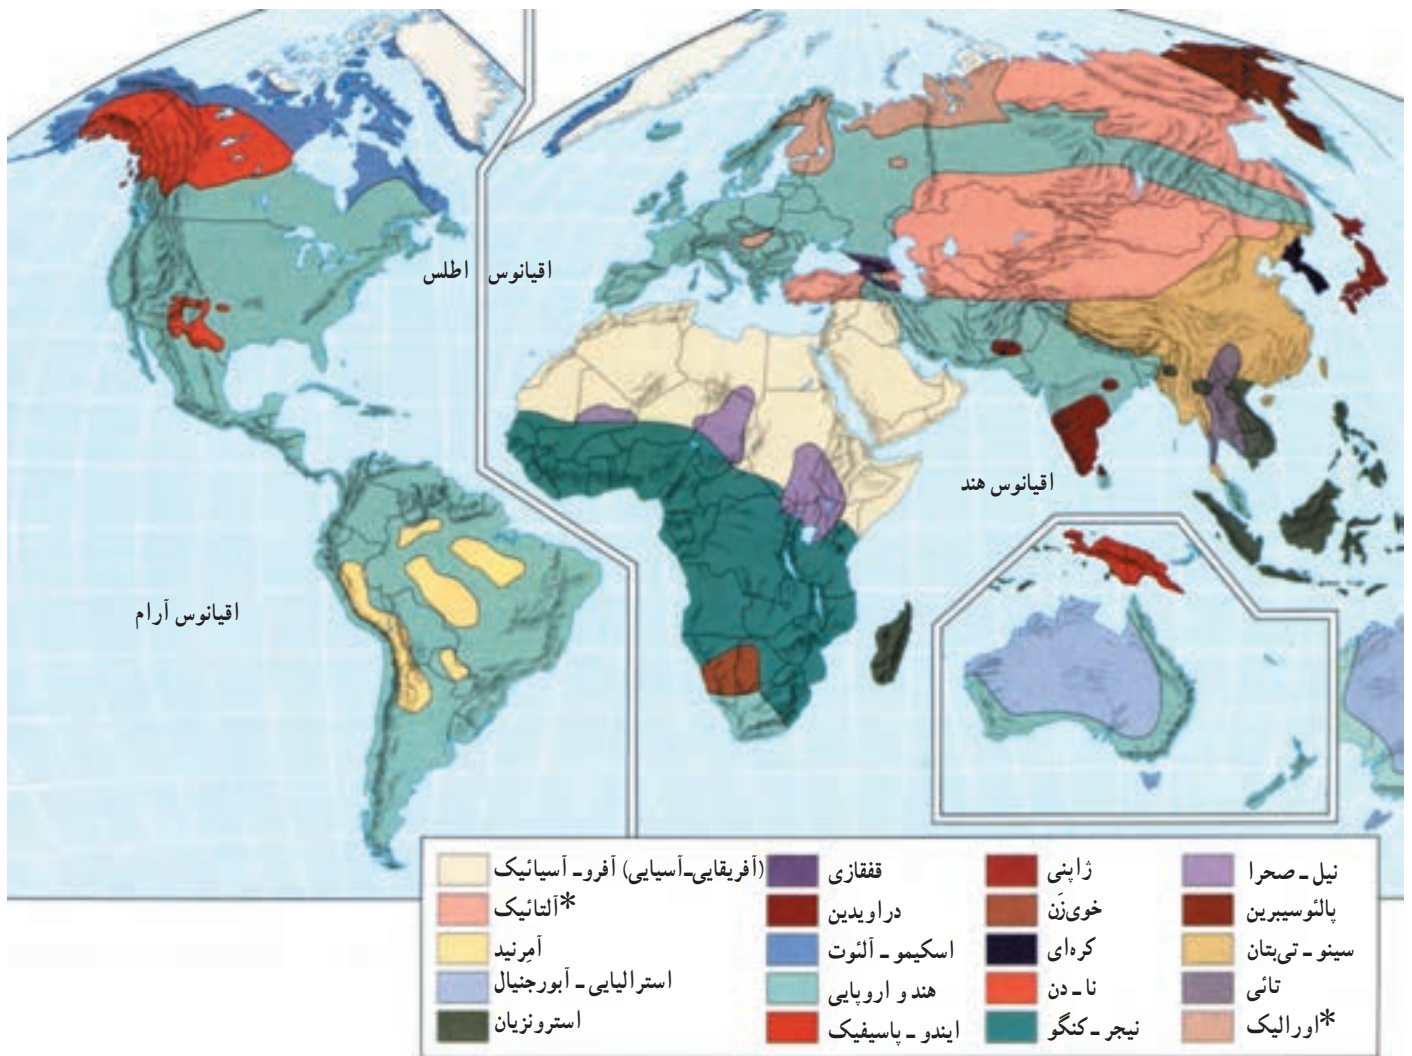 اقیانوس اطلس
اقیانوس هند
اقیانوس آرام
(آفریقایی-آسیایی) آفرو- آسیائیک
قفقازی
ژاپنی
نیل - صحرا
*آلتائیک
دراویدین
خوی‌زَن
پالئوسیبرین
آمِرنید
اسکیمو - آلئوت
کره‌ای
سینو - تی‌بتان
استرالیایی - آبورجنیال
هند و اروپایی
نا - دن
تائی
استرونزیان
ایندو - پاسیفیک
نیجر - کنگو
*اورالیک